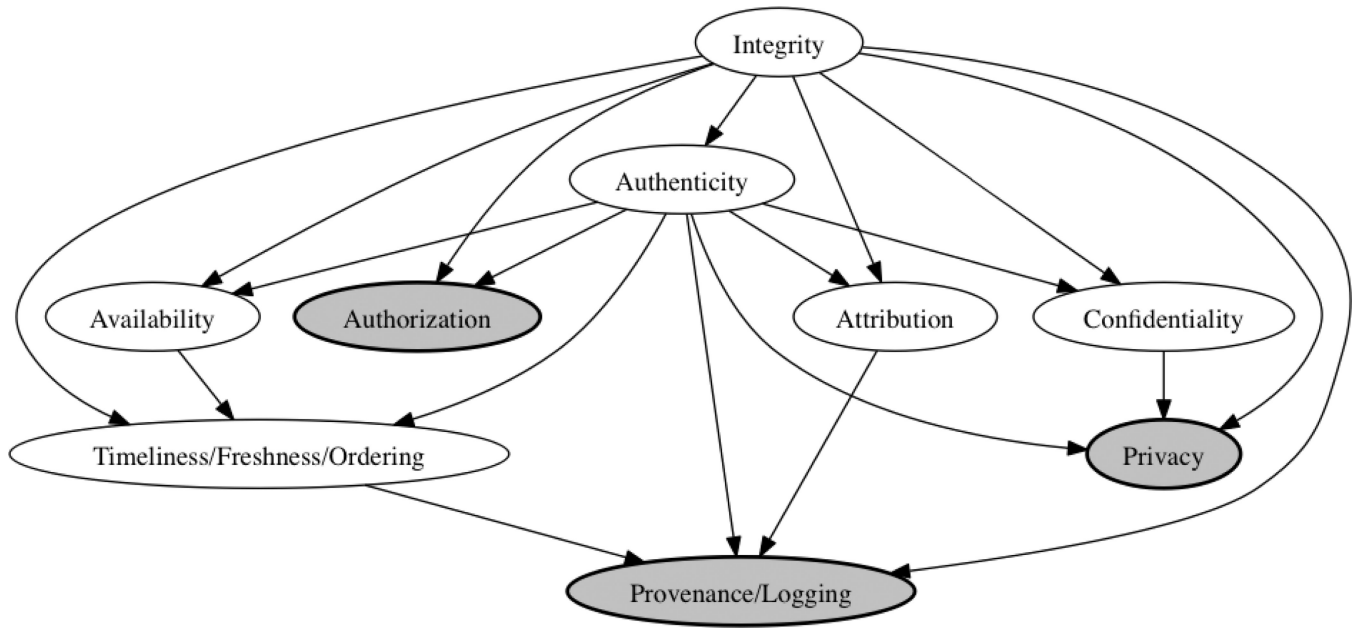 Integrity
Authenticity
Availability
Authorization
Attribution
Confidentiality
Timeliness/Freshness/Ordering
Privacy
Provenance/Logging